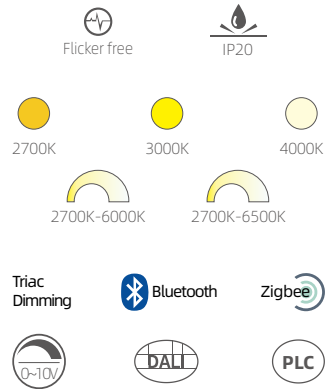 Flicker free
IP20
2700K
3000K
4000K
2700K-6000K
2700K-6500K
Triac
Dimming
Bluetooth
Zigbee
0~10V
DALI
PLC